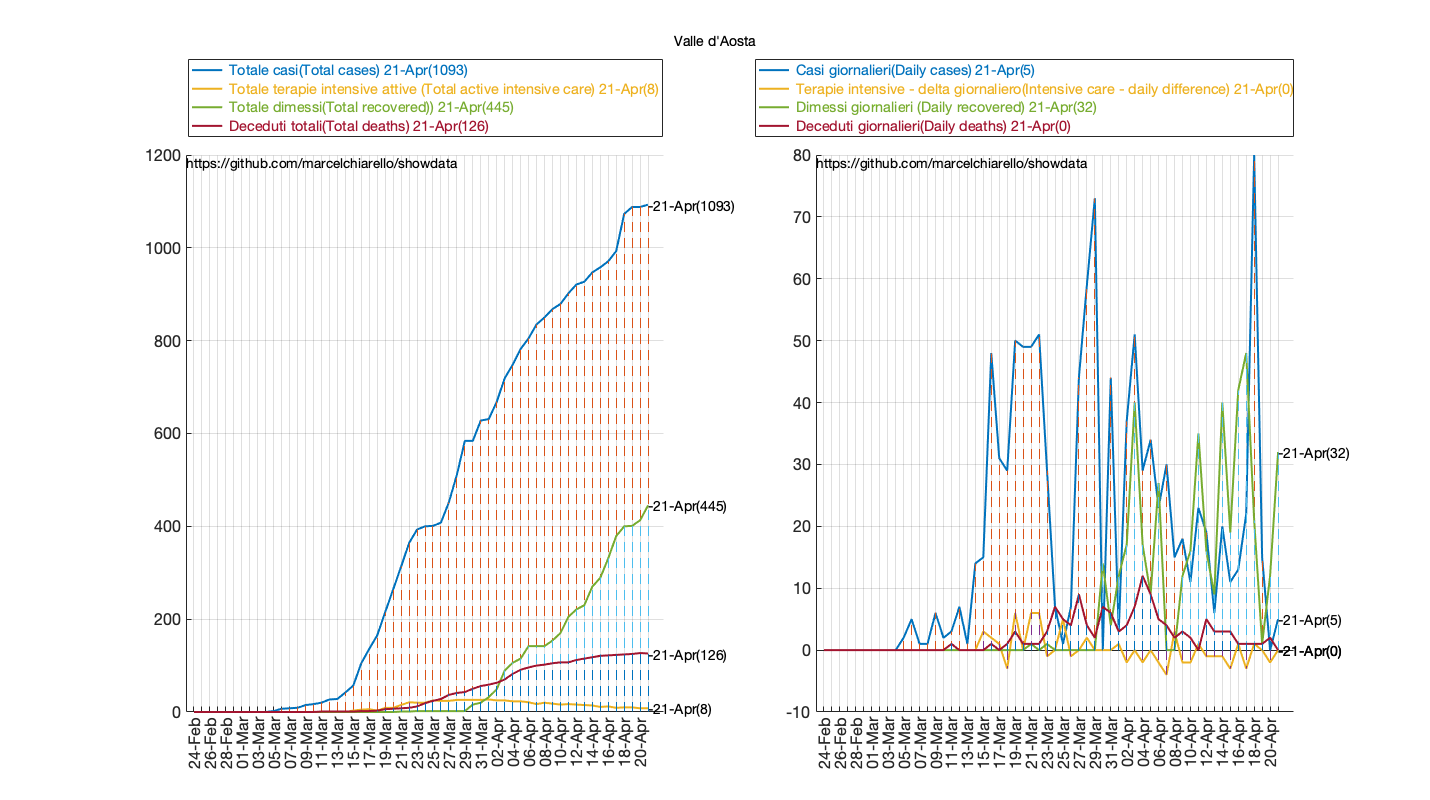 Valle d'Aosta
Totale casi(Total cases) 21-Apr(1093)
Totale terapie intensive attive (Total active intensive care) 21-Apr(8)
Totale dimessi(Total recovered)) 21-Apr(445)
Deceduti totali(Total deaths) 21-Apr(126)
1200
1000
800
600
400
200
0
https://github.com/marcelchiarello/showdata
21-Apr(1093)
21-Apr(445)
21-Apr(126)
21-Apr(8)
24-Feb
26-Feb
28-Feb
01-Mar
03-Mar
05-Mar
07-Mar
09-Mar
11-Mar
13-Mar
15-Mar
17-Mar
19-Mar
21-Mar
23-Mar
25-Mar
27-Mar
29-Mar
31-Mar
02-Apr
04-Apr
06-Apr
08-Apr
10-Apr
12-Apr
14-Apr
16-Apr
18-Apr
20-Apr
Casi giornalieri(Daily cases) 21-Apr(5)
Terapie intensive - delta giornaliero(Intensive care - daily difference) 21-Apr(0)
Dimessi giornalieri (Daily recovered) 21-Apr(32)
Deceduti giornalieri(Daily deaths) 21-Apr(0)
80
70
60
50
40
30
20
10
0
-10
https://github.com/marcelchiarello/showdata
21-Apr(32)
21-Apr(5)
21-Apr(0)
24-Feb
26-Feb
28-Feb
01-Mar
03-Mar
05-Mar
07-Mar
09-Mar
11-Mar
13-Mar
15-Mar
17-Mar
19-Mar
21-Mar
23-Mar
25-Mar
27-Mar
29-Mar
31-Mar
02-Apr
04-Apr
06-Apr
08-Apr
10-Apr
12-Apr
14-Apr
16-Apr
18-Apr
20-Apr